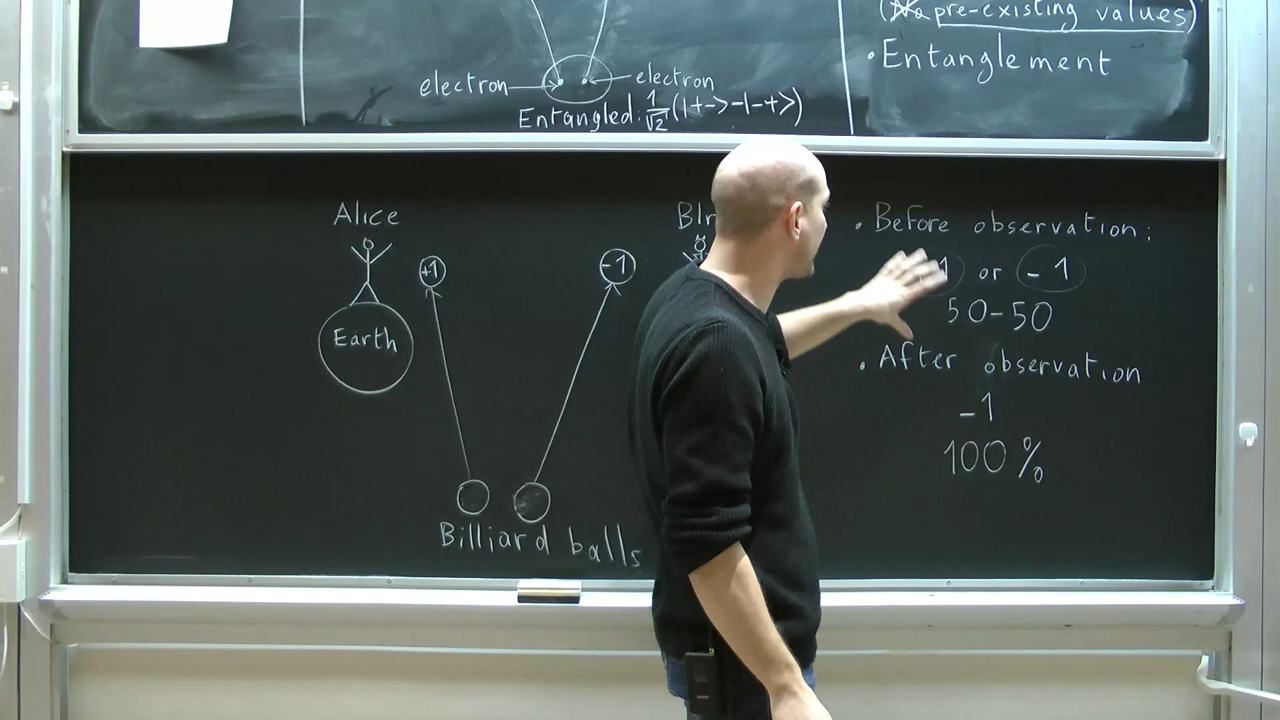 (No pre-existing values)
• Entanglement
electron
electron
Entangled: 1/√2 (|+-> - |-+>)
Alice
+1
-1
Earth
Billiard balls
• Before observation:
or -1
50-50
• After observation
-1
100%